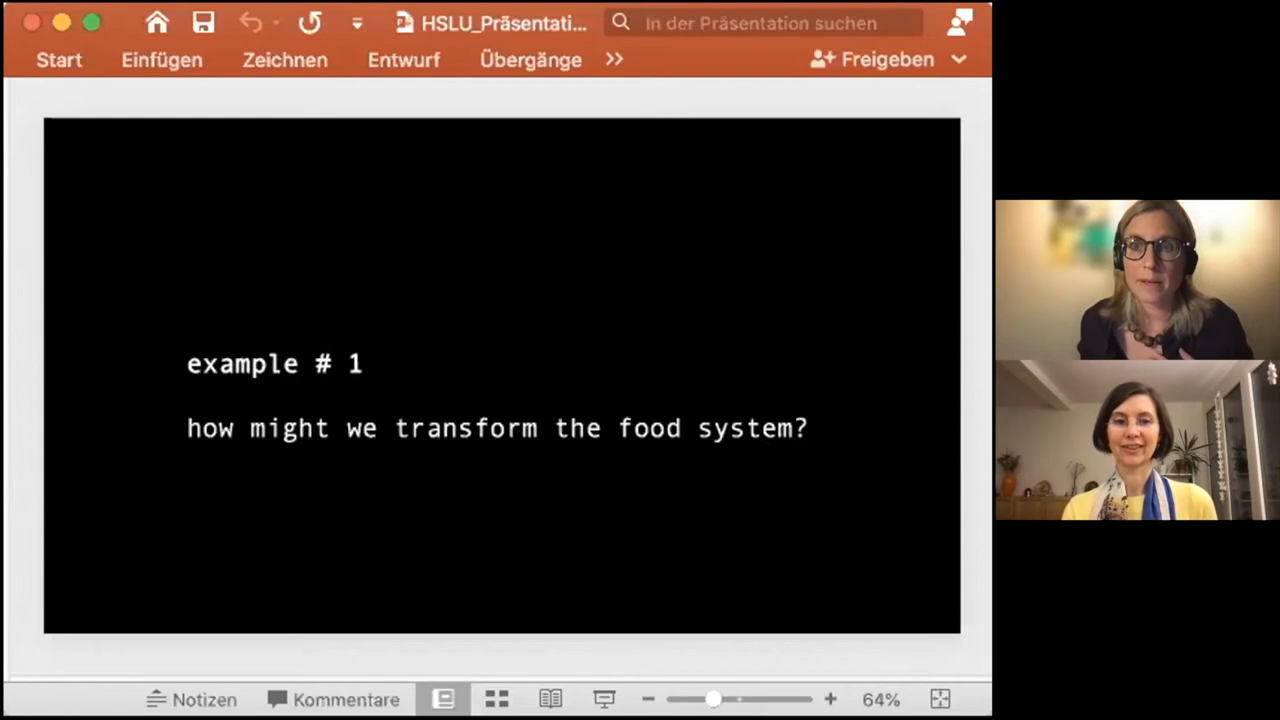 HSLU_Präsentati...
In der Präsentation suchen
Start Einfügen Zeichnen Entwurf Übergänge >> Freigeben
example # 1
how might we transform the food system?
Notizen Kommentare 64%